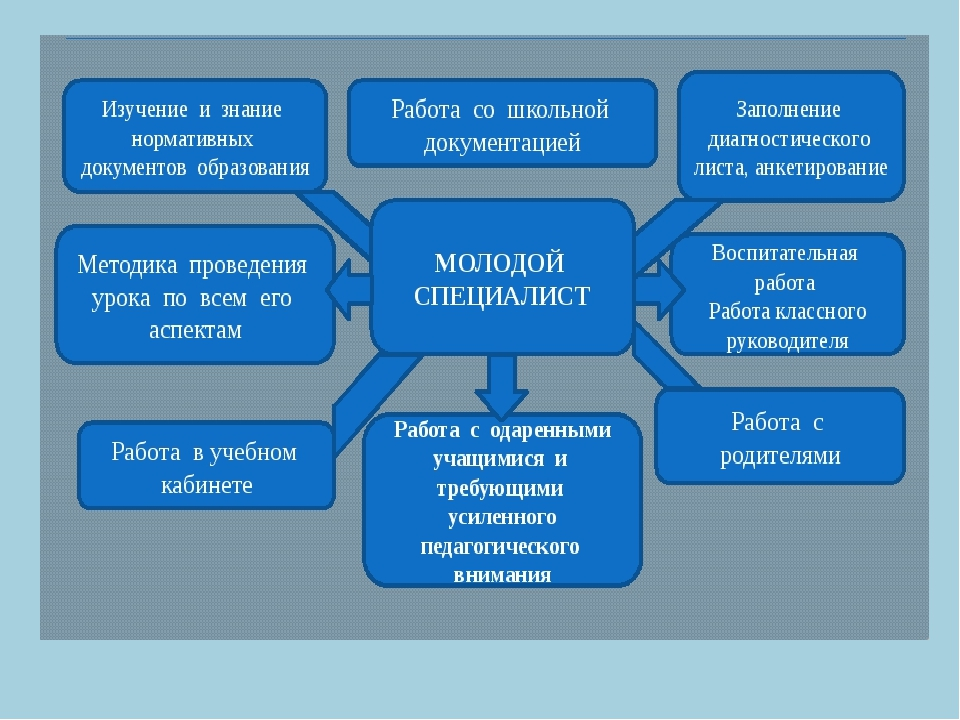 Изучение и знание
нормативных
документов образования
Работа со школьной
документацией
Заполнение
диагностического
листа, анкетирование
Методика проведения
урока по всем его
аспектам
МОЛОДОЙ
СПЕЦИАЛИСТ
Воспитательная
работа
Работа классного
руководителя
Работа в учебном
кабинете
Работа с одаренными
учащимися и
требующими
усиленного
педагогического
внимания
Работа с
родителями